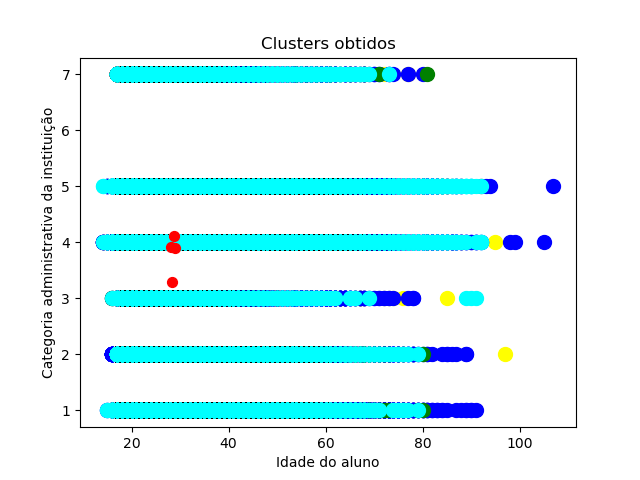 Clusters obtidos
Categoria administrativa da instituição
7
6
5
4
3
2
1
20 40 60 80 100
Idade do aluno